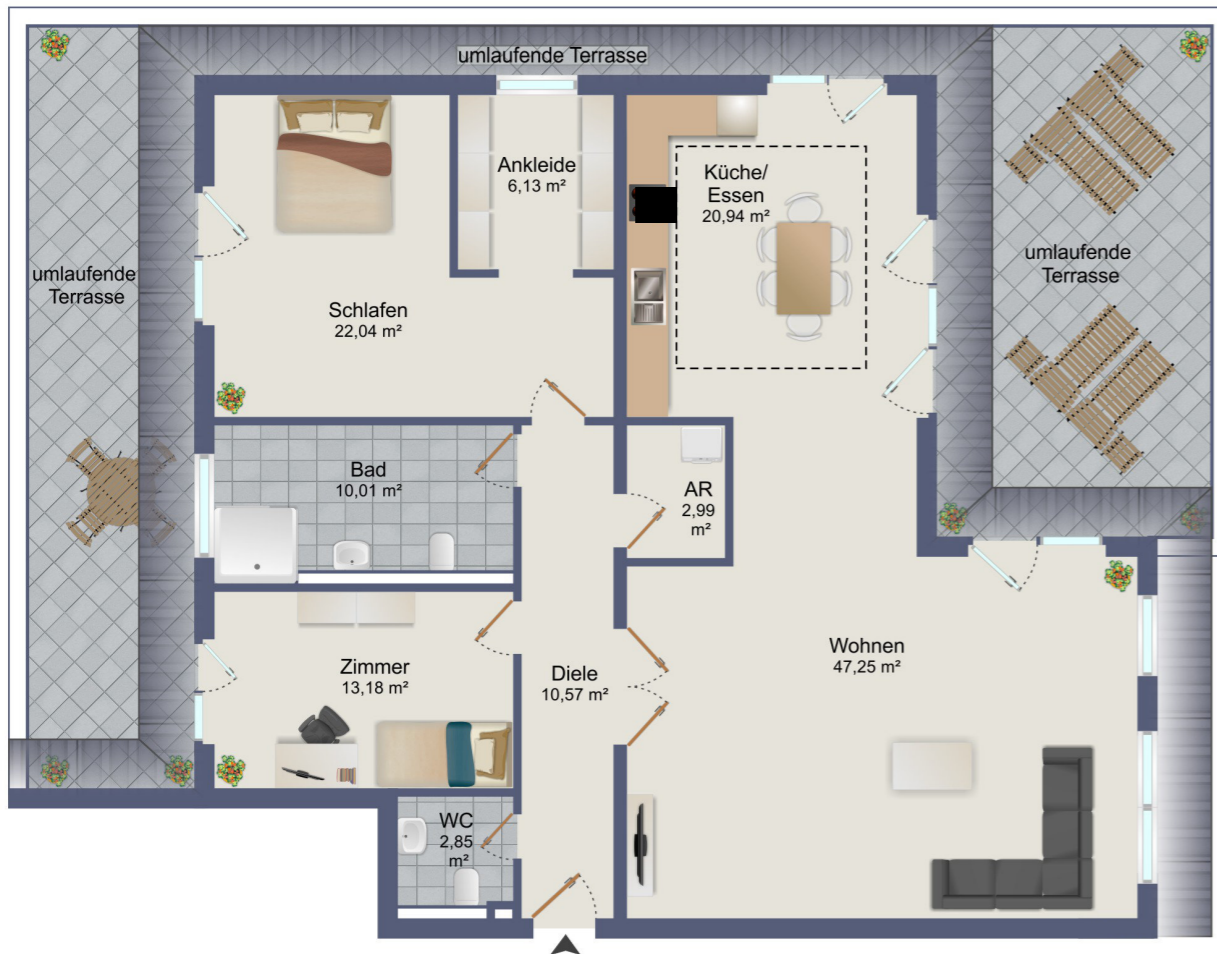 umlaufende Terrasse
Ankleide
6,13 m²
Küche/
Essen
20,94 m²
umlaufende
Terrasse
umlaufende
Terrasse
Schlafen
22,04 m²
Bad
10,01 m²
AR
2,99
m²
Wohnen
47,25 m²
Zimmer
13,18 m²
Diele
10,57 m²
WC
2,85
m²